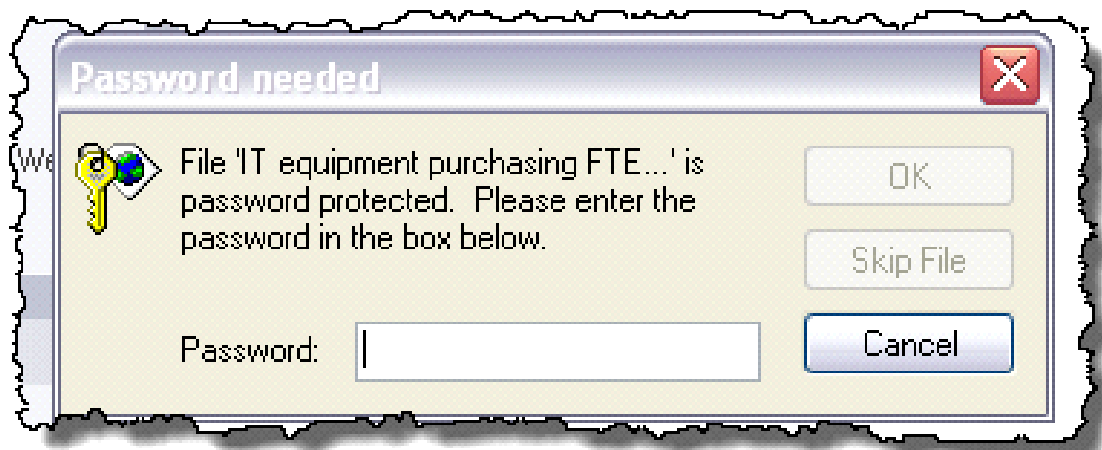 Password needed
We
File 'IT equipment purchasing FTE...' is
password protected. Please enter the
password in the box below.
OK
Skip File
Password:
Cancel